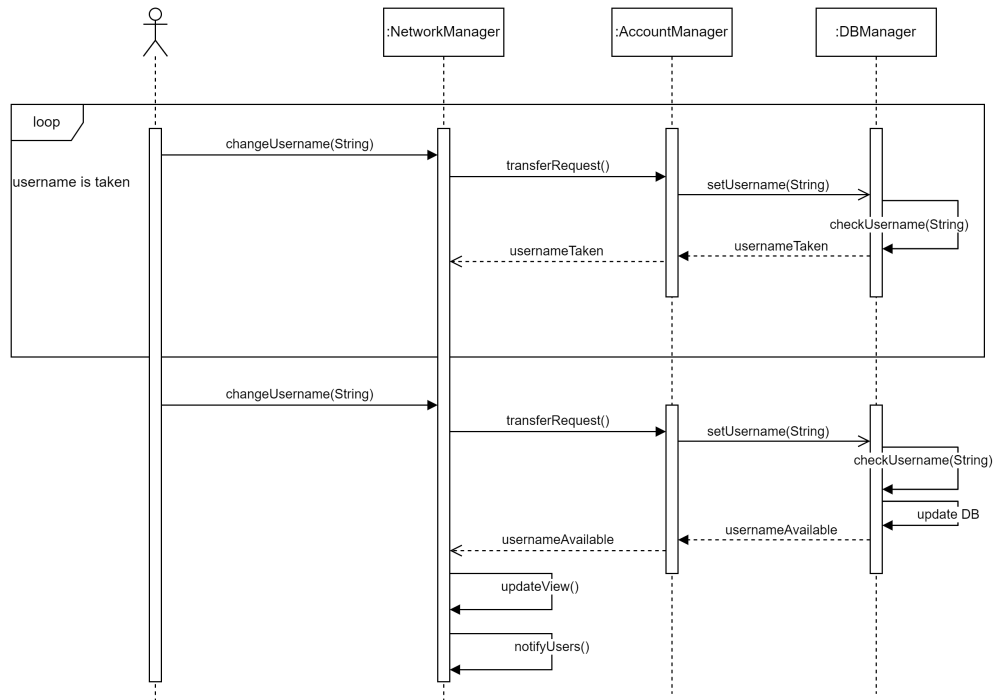 :NetworkManager
:AccountManager
:DBManager
loop
changeUsername(String)
transferRequest()
username is taken
setUsername(String)
checkUsername(String)
usernameTaken
usernameTaken
changeUsername(String)
transferRequest()
setUsername(String)
checkUsername(String)
update DB
usernameAvailable
usernameAvailable
updateView()
notifyUsers()